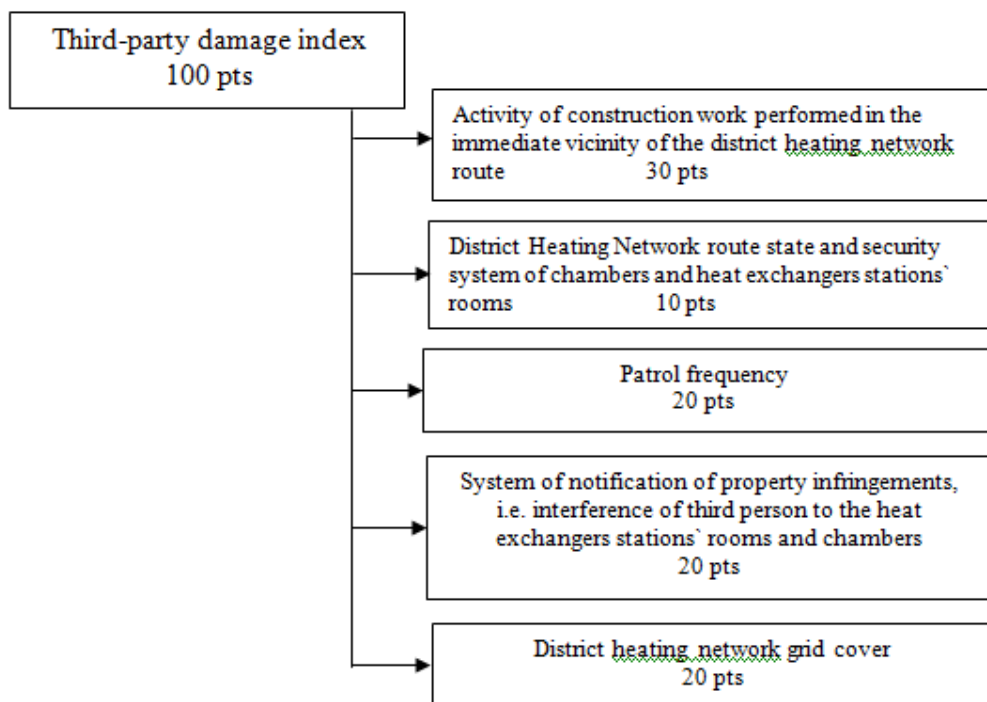 Third-party damage index
100 pts
Activity of construction work performed in the
immediate vicinity of the district heating network
route 30 pts
District Heating Network route state and security
system of chambers and heat exchangers stations`
rooms 10 pts
Patrol frequency
20 pts
System of notification of property infringements,
i.e. interference of third person to the heat
exchangers stations` rooms and chambers
20 pts
District heating network grid cover
20 pts